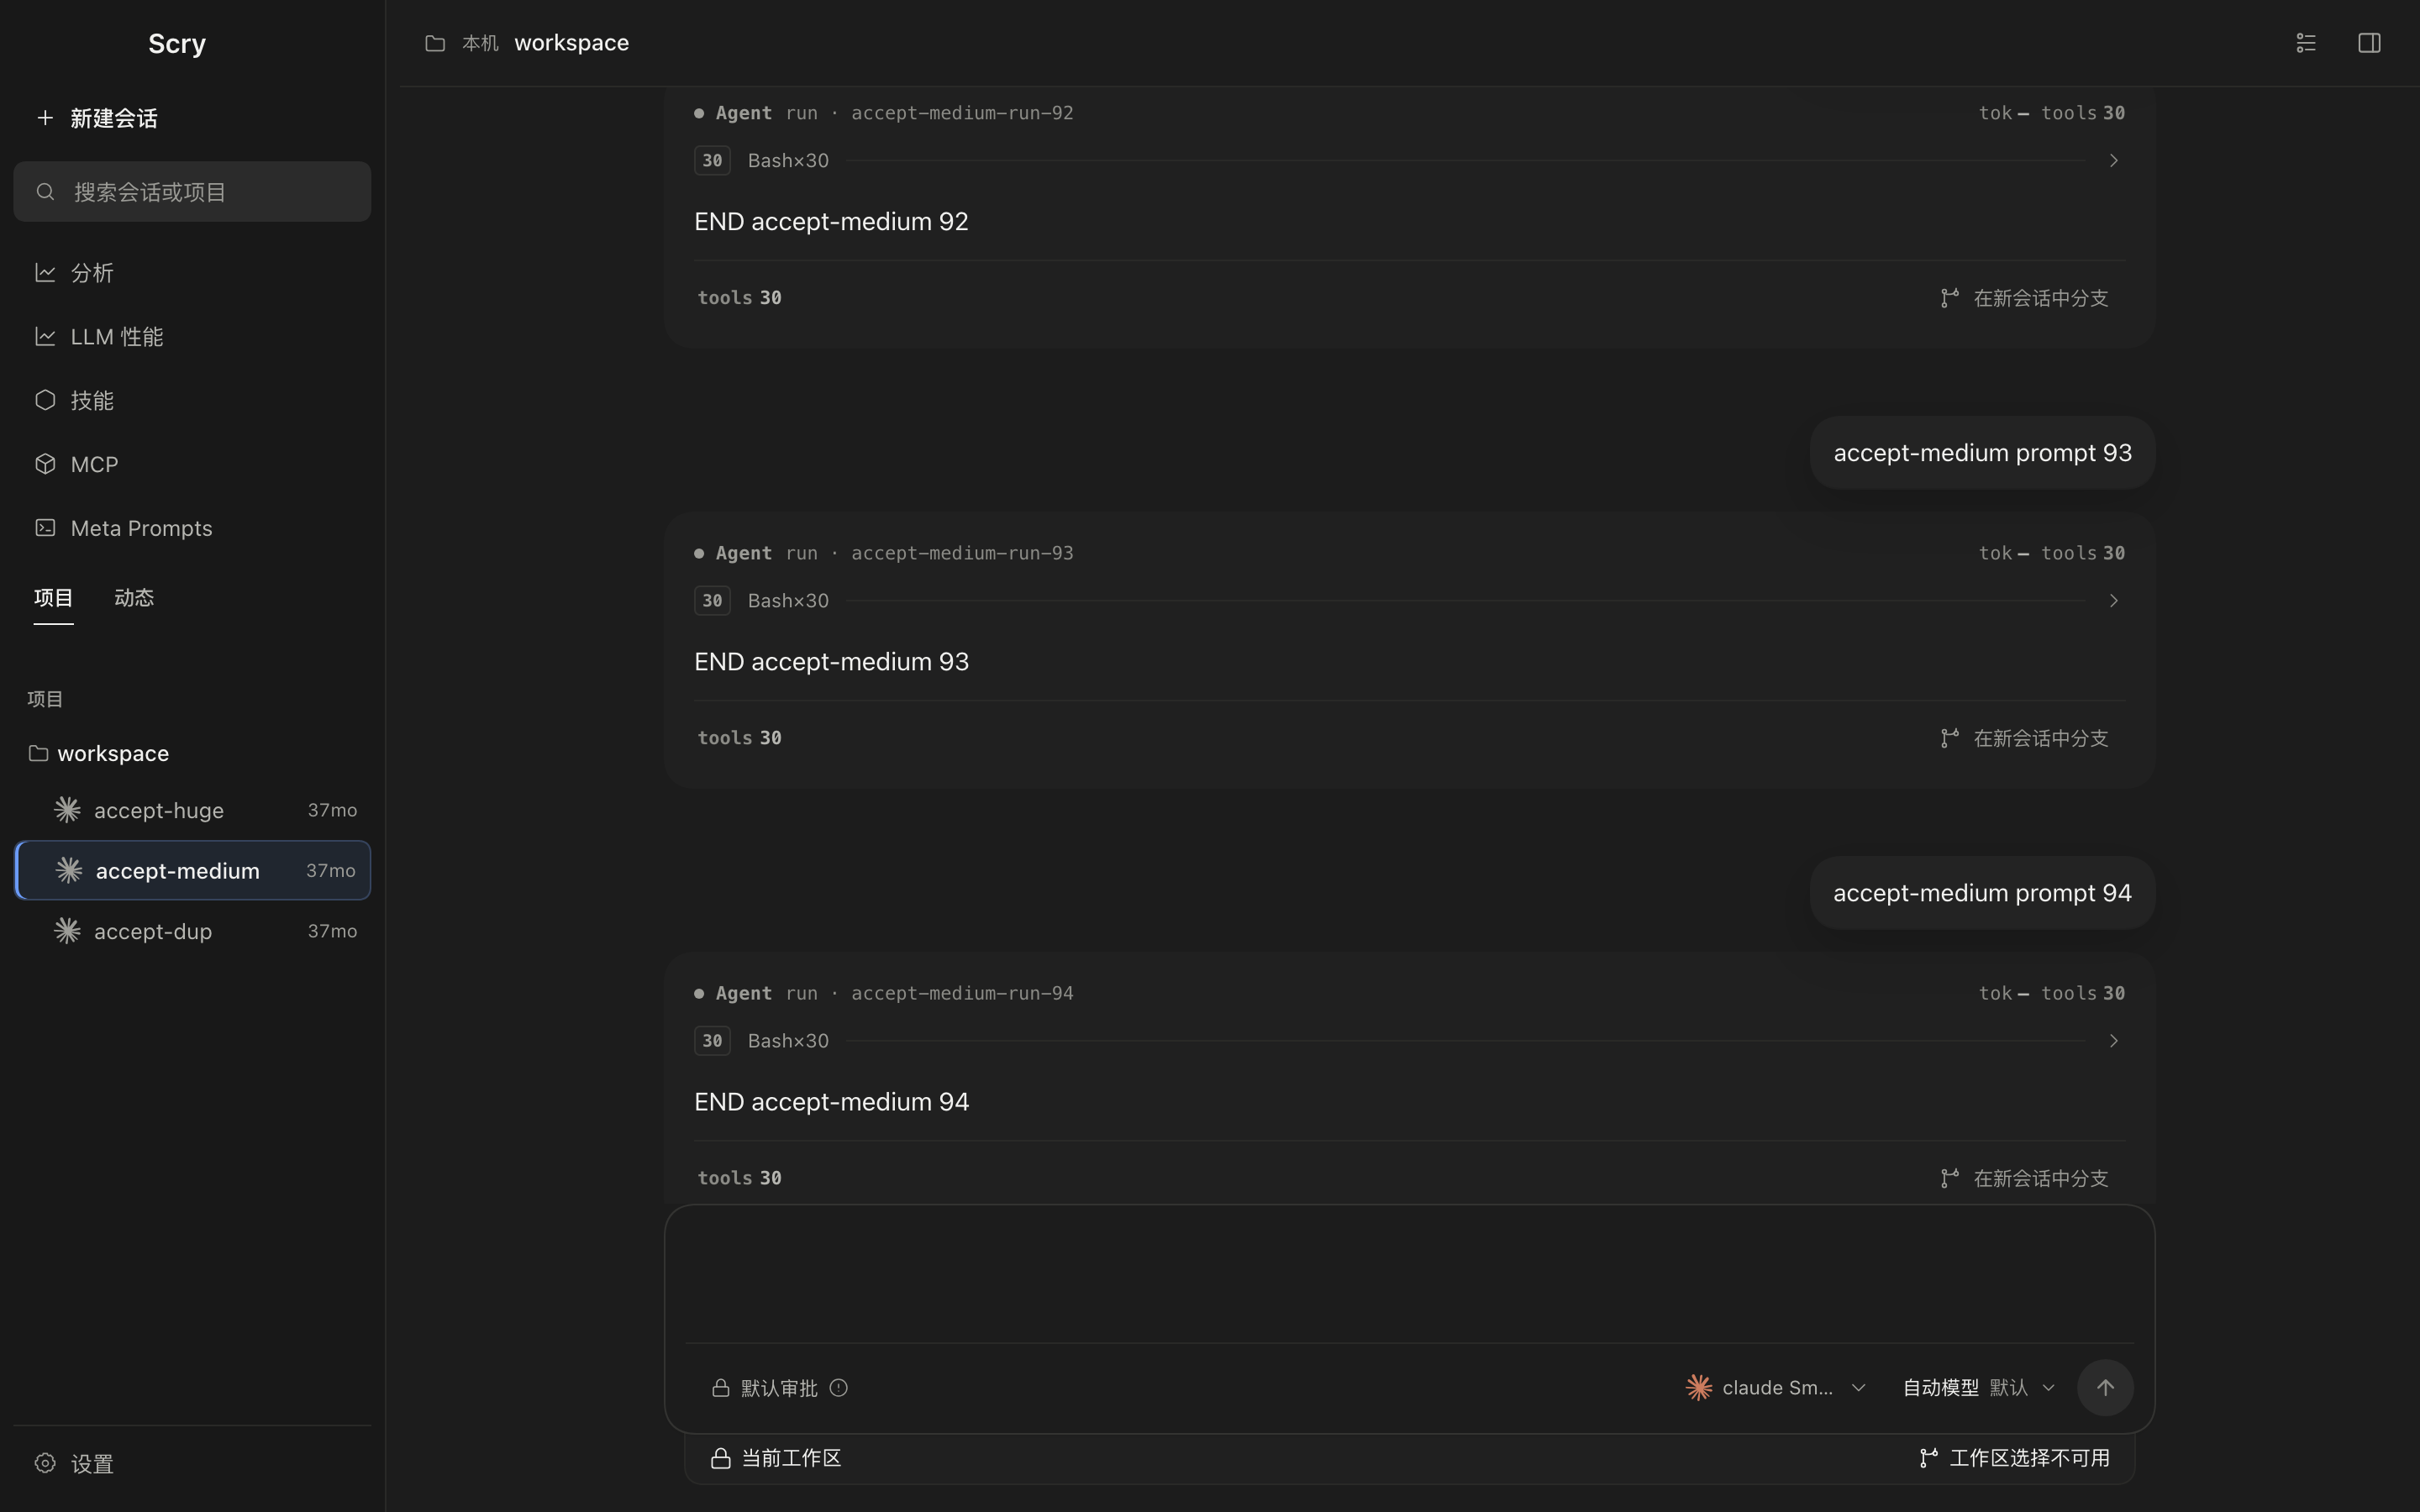 Scry
新建会话
搜索会话或项目
分析
LLM 性能
技能
MCP
Meta Prompts
项目 动态
项目
workspace
accept-huge 37mo
accept-medium 37mo
accept-dup 37mo
设置
本机 workspace
Agent run · accept-medium-run-92 tok — tools 30
30 Bash×30
END accept-medium 92
tools 30 在新会话中分支
accept-medium prompt 93
Agent run · accept-medium-run-93 tok — tools 30
30 Bash×30
END accept-medium 93
tools 30 在新会话中分支
accept-medium prompt 94
Agent run · accept-medium-run-94 tok — tools 30
30 Bash×30
END accept-medium 94
tools 30 在新会话中分支
默认审批 claude Sm... 自动模型 默认
当前工作区 工作区选择不可用